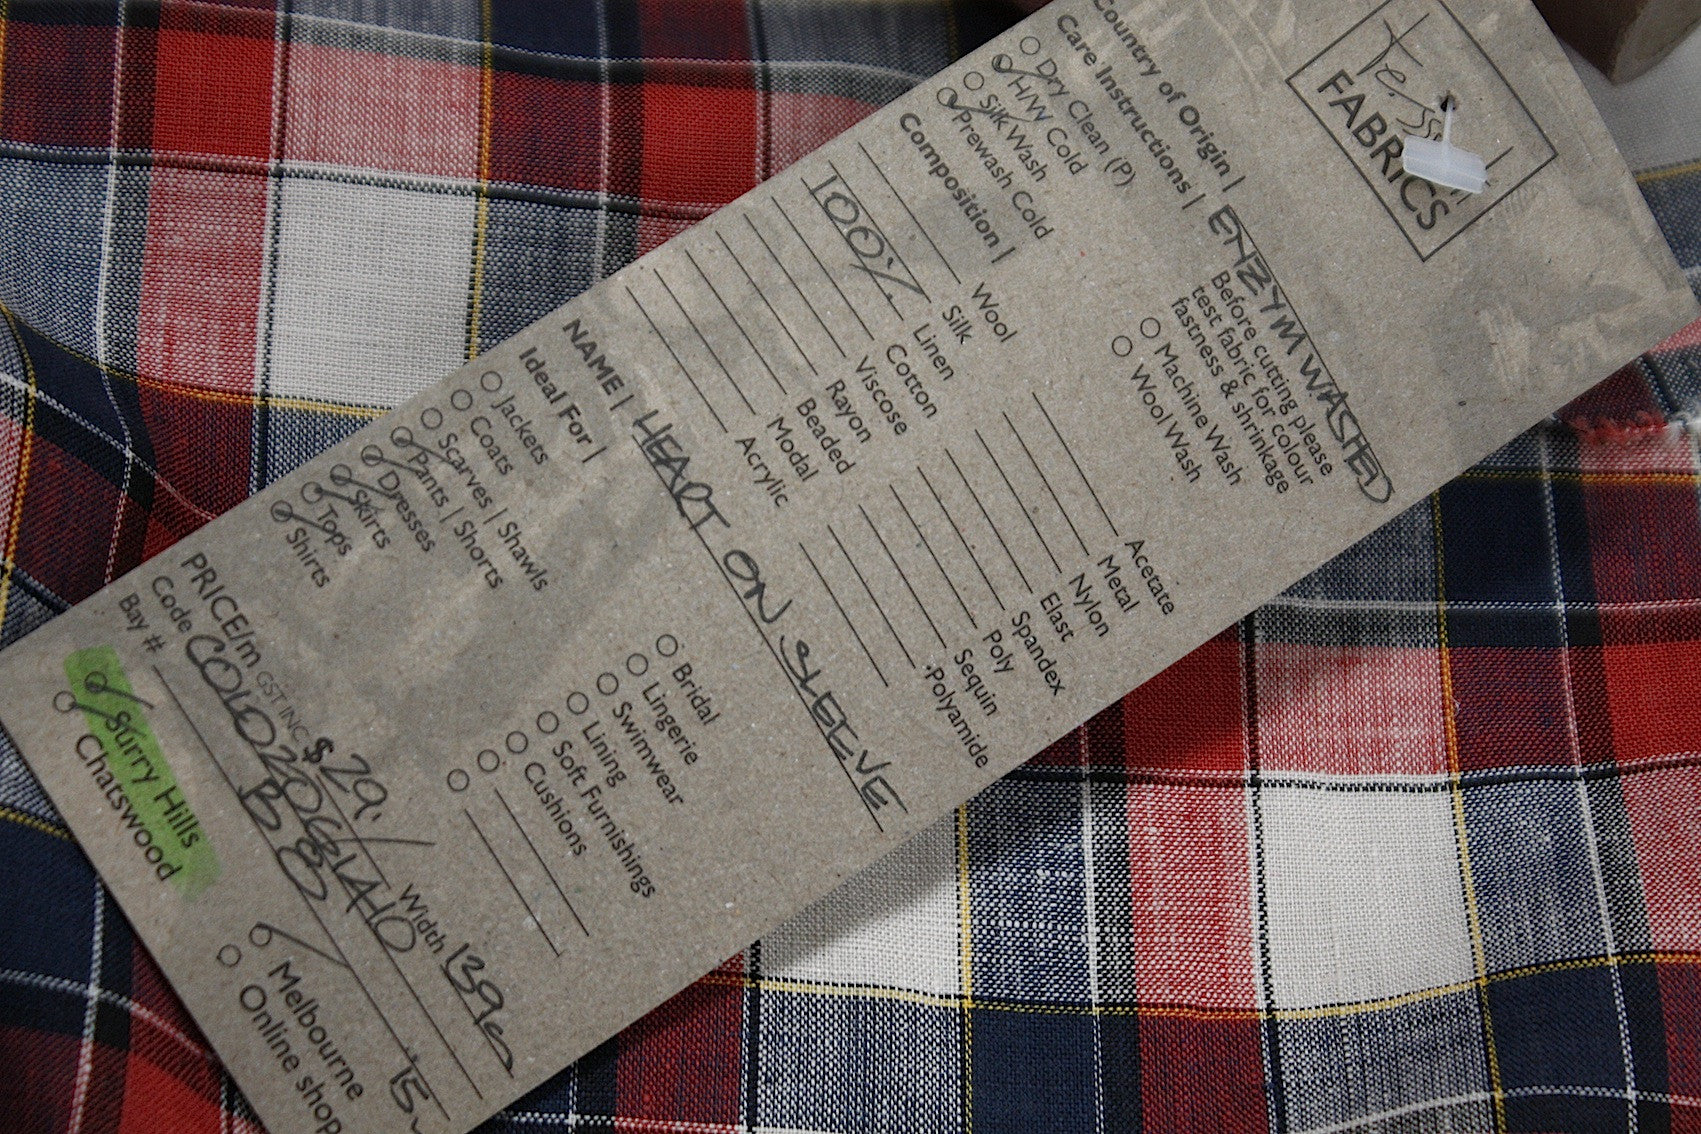 Tessuti
FABRICS
Country of Origin |
Care Instructions | ENZYM WASHED
Dry Clean (P)
H/W Cold
Silk Wash
Prewash Cold
Before cutting please
test fabric for colour
fastness & shrinkage
Machine Wash
Wool Wash
Composition |
Wool
Silk
100% Linen
Cotton
Viscose
Rayon
Beaded
Modal
Acrylic
Acetate
Metal
Nylon
Elast
Spandex
Poly
Sequin
Polyamide
NAME | HEART ON SLEEVE
Ideal For |
Jackets
Coats
Scarves | Shawls
Pants | Shorts
Dresses
Skirts
Tops
Shirts
Bridal
Lingerie
Swimwear
Lining
Soft Furnishings
Cushions
PRICE/m GST INC $29. Width 139c
Code
Bay # B8 15
Surry Hills
Chatswood
Melbourne
Online shop